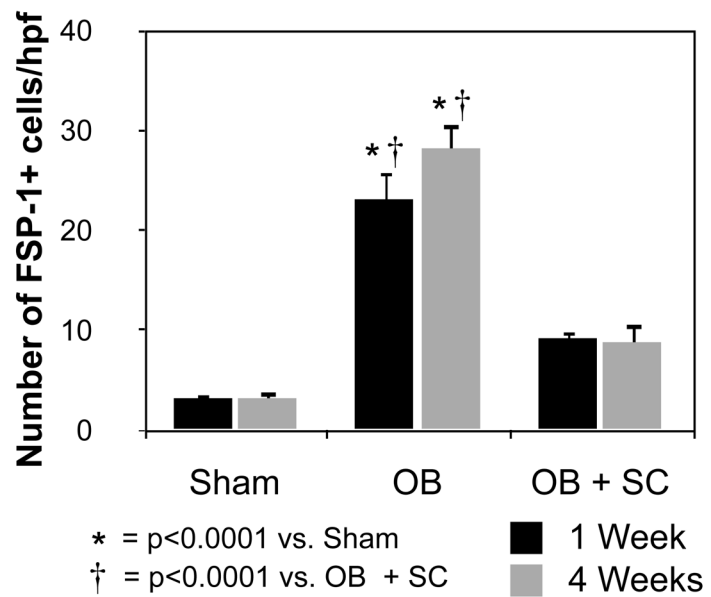 Number of FSP-1+ cells/hpf
40
30
20
10
0
* †
* †
Sham
OB
OB + SC
* = p<0.0001 vs. Sham
† = p<0.0001 vs. OB + SC
1 Week
4 Weeks